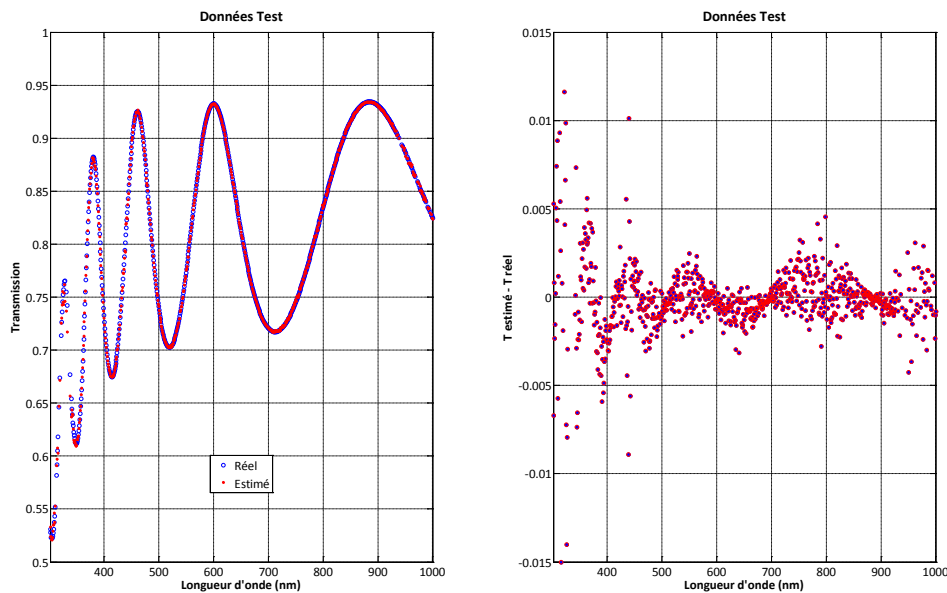 Données Test
1
0.95
0.9
0.85
0.8
0.75
0.7
0.65
0.6
0.55
0.5
Transmission
Réel
Estimé
400 500 600 700 800 900 1000
Longueur d'onde (nm)
Données Test
0.015
0.01
0.005
0
-0.005
-0.01
-0.015
T estimé - T réel
400 500 600 700 800 900 1000
Longueur d'onde (nm)